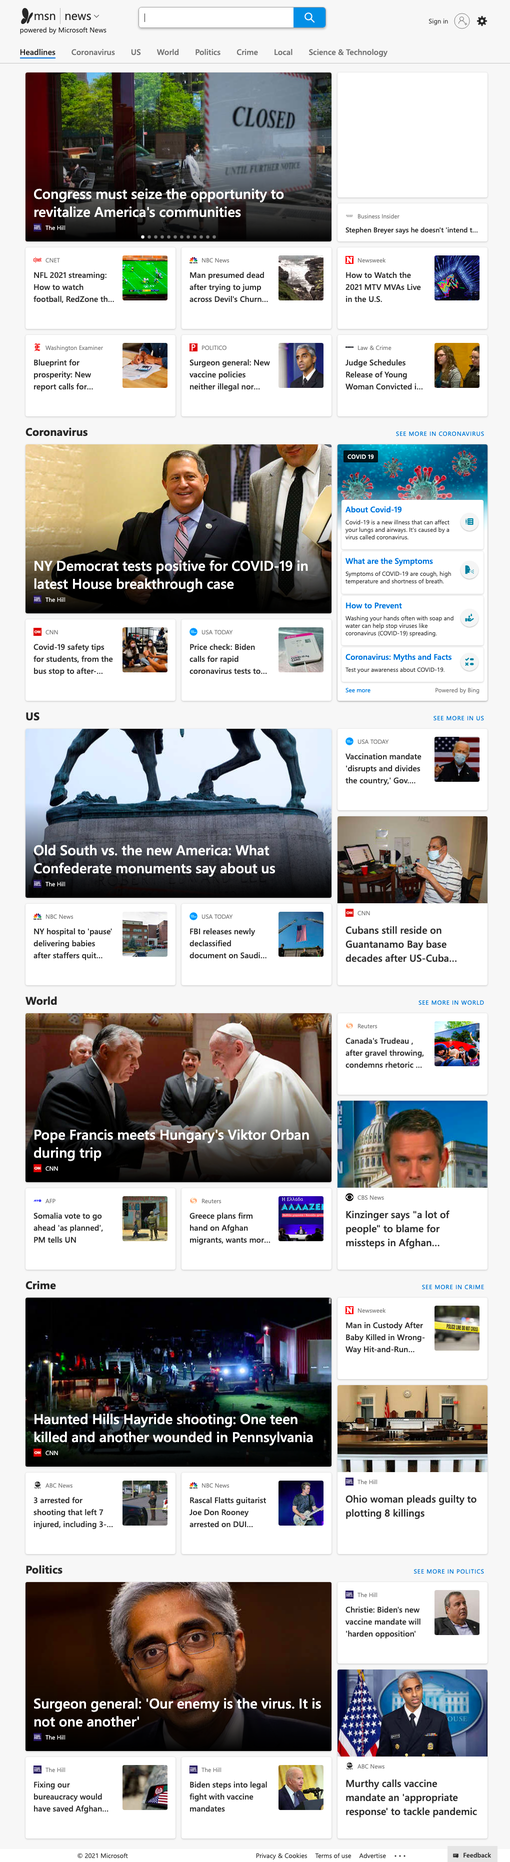 msn | news
Sign in
powered by Microsoft News
Headlines
Coronavirus
US
World
Politics
Crime
Local
Science & Technology
CLOSED
UNTIL FURTHER NOTICE
Congress must seize the opportunity to
revitalize America's communities
The Hill
Business Insider
Stephen Breyer says he doesn't 'intend t...
CNET
NFL 2021 streaming:
How to watch
football, RedZone th...
NBC News
Man presumed dead
after trying to jump
across Devil's Churn...
Newsweek
How to Watch the
2021 MTV MVAs Live
in the U.S.
Washington Examiner
Blueprint for
prosperity: New
report calls for...
POLITICO
Surgeon general: New
vaccine policies
neither illegal nor...
Law & Crime
Judge Schedules
Release of Young
Woman Convicted i...
Coronavirus
SEE MORE IN CORONAVIRUS
NY Democrat tests positive for COVID-19 in
latest House breakthrough case
The Hill
COVID 19
About Covid-19
Covid-19 is a new illness that can affect
your lungs and airways. It's caused by a
virus called coronavirus.
What are the Symptoms
Symptoms of COVID-19 are cough, high
temperature and shortness of breath.
How to Prevent
Washing your hands often with soap and
water can help stop viruses like
coronavirus (COVID-19) spreading.
Coronavirus: Myths and Facts
Test your awareness about COVID-19.
See more
Powered by Bing
CNN
Covid-19 safety tips
for students, from the
bus stop to after-...
USA TODAY
Price check: Biden
calls for rapid
coronavirus tests to...
US
SEE MORE IN US
Old South vs. the new America: What
Confederate monuments say about us
The Hill
USA TODAY
Vaccination mandate
'disrupts and divides
the country,' Gov....
CNN
Cubans still reside on
Guantanamo Bay base
decades after US-Cuba...
NBC News
NY hospital to 'pause'
delivering babies
after staffers quit...
USA TODAY
FBI releases newly
declassified
document on Saudi...
World
SEE MORE IN WORLD
Pope Francis meets Hungary's Viktor Orban
during trip
CNN
Reuters
Canada's Trudeau ,
after gravel throwing,
condemns rhetoric ...
CBS News
Kinzinger says "a lot of
people" to blame for
missteps in Afghan...
AFP
Somalia vote to go
ahead 'as planned',
PM tells UN
Reuters
Greece plans firm
hand on Afghan
migrants, wants mor...
Η Ελλάδα
ΑΛΛΑΖΕΙ
Crime
SEE MORE IN CRIME
Haunted Hills Hayride shooting: One teen
killed and another wounded in Pennsylvania
CNN
Newsweek
Man in Custody After
Baby Killed in Wrong-
Way Hit-and-Run...
The Hill
Ohio woman pleads guilty to
plotting 8 killings
ABC News
3 arrested for
shooting that left 7
injured, including 3-...
NBC News
Rascal Flatts guitarist
Joe Don Rooney
arrested on DUI...
Politics
SEE MORE IN POLITICS
Surgeon general: 'Our enemy is the virus. It is
not one another'
The Hill
The Hill
Christie: Biden's new
vaccine mandate will
'harden opposition'
ABC News
Murthy calls vaccine
mandate an 'appropriate
response' to tackle pandemic
The Hill
Fixing our
bureaucracy would
have saved Afghan...
The Hill
Biden steps into legal
fight with vaccine
mandates
© 2021 Microsoft
Privacy & Cookies
Terms of use
Advertise
Feedback